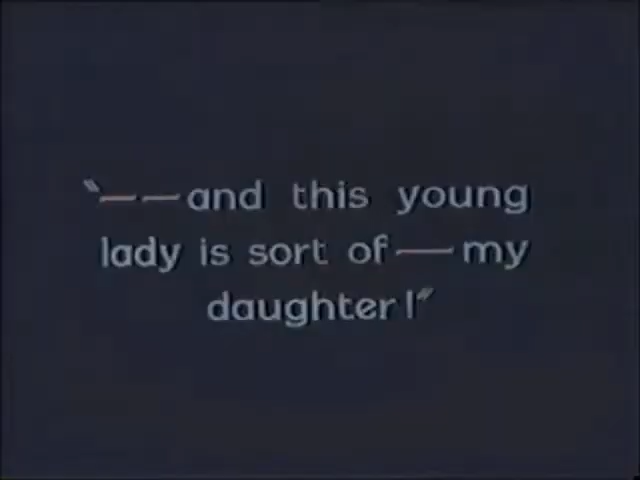 "— —and this young
lady is sort of — my
daughter!"